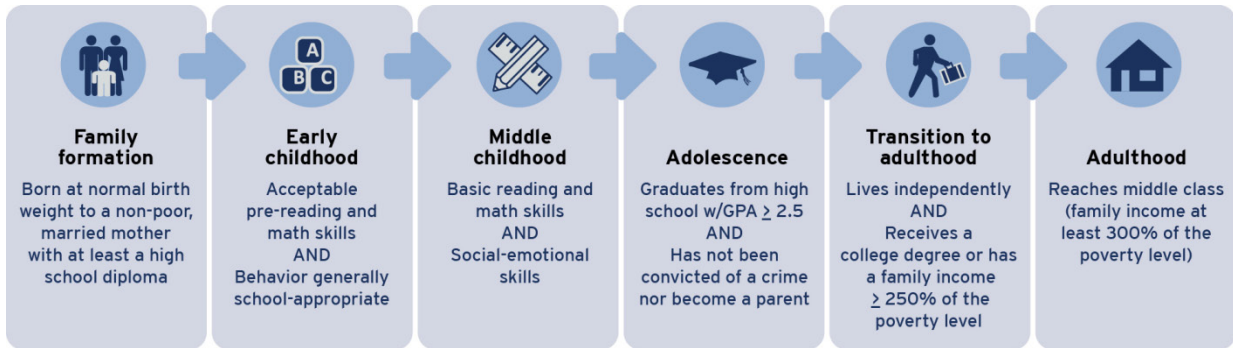 A
B C
Family
formation
Born at normal birth
weight to a non-poor,
married mother
with at least a high
school diploma
Early
childhood
Acceptable
pre-reading and
math skills
AND
Behavior generally
school-appropriate
Middle
childhood
Basic reading and
math skills
AND
Social-emotional
skills
Adolescence
Graduates from high
school w/GPA ≥ 2.5
AND
Has not been
convicted of a crime
nor become a parent
Transition to
adulthood
Lives independently
AND
Receives a
college degree or has
a family income
≥ 250% of the
poverty level
Adulthood
Reaches middle class
(family income at
least 300% of the
poverty level)